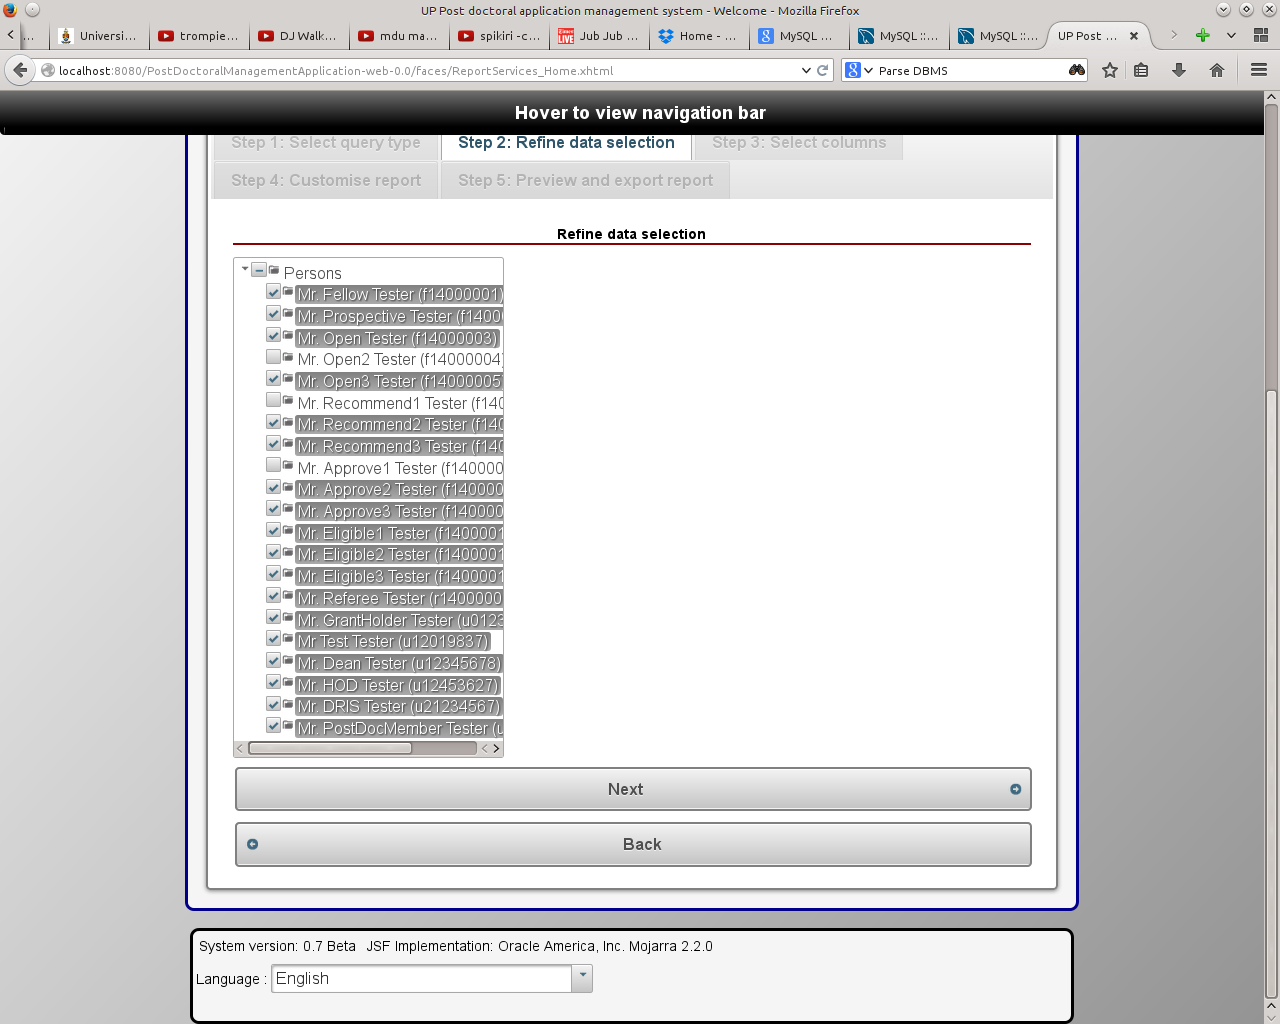 UP Post doctoral application management system - Welcome - Mozilla Firefox
... Universi... trompie... DJ Walk... mdu ma... spikiri -c... Jub Jub ... Home - ... MySQL ... MySQL ::... MySQL ::... UP Post ...
localhost:8080/PostDoctoralManagementApplication-web-0.0/faces/ReportServices_Home.xhtml
Parse DBMS
Hover to view navigation bar
Step 1: Select query type Step 2: Refine data selection Step 3: Select columns
Step 4: Customise report Step 5: Preview and export report
Refine data selection
Persons
Mr. Fellow Tester (f14000001)
Mr. Prospective Tester (f1400
Mr. Open Tester (f14000003)
Mr. Open2 Tester (f14000004
Mr. Open3 Tester (f14000005
Mr. Recommend1 Tester (f140
Mr. Recommend2 Tester (f140
Mr. Recommend3 Tester (f140
Mr. Approve1 Tester (f140000
Mr. Approve2 Tester (f140000
Mr. Approve3 Tester (f140000
Mr. Eligible1 Tester (f1400001
Mr. Eligible2 Tester (f1400001
Mr. Eligible3 Tester (f1400001
Mr. Referee Tester (r1400000
Mr. GrantHolder Tester (u0123
Mr Test Tester (u12019837)
Mr. Dean Tester (u12345678)
Mr. HOD Tester (u12453627)
Mr. DRIS Tester (u21234567)
Mr. PostDocMember Tester (u
Next
Back
System version: 0.7 Beta JSF Implementation: Oracle America, Inc. Mojarra 2.2.0
Language : English